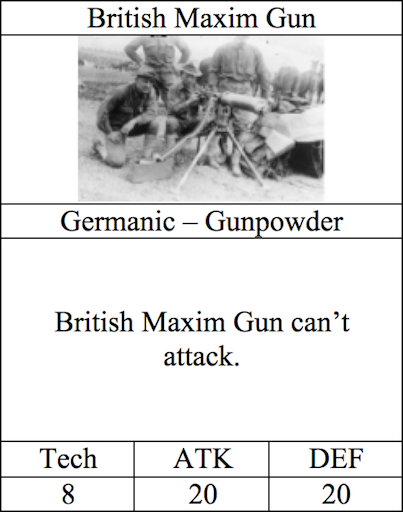 British Maxim Gun
Germanic – Gunpowder
British Maxim Gun can’t
attack.
Tech ATK DEF
8 20 20